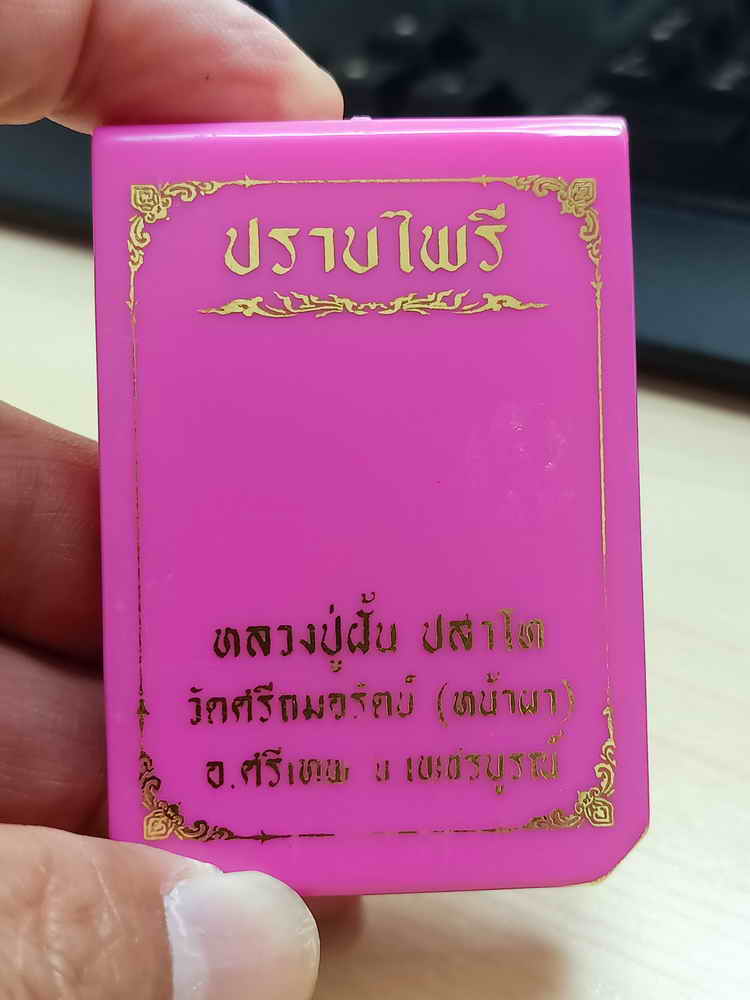 ปราบไพรี
หลวงปู่ฝั้น ปสาโท
วัดศรีถมอรัตน์ (หน้าผา)
อ.ศรีเทพ จ.เพชรบูรณ์